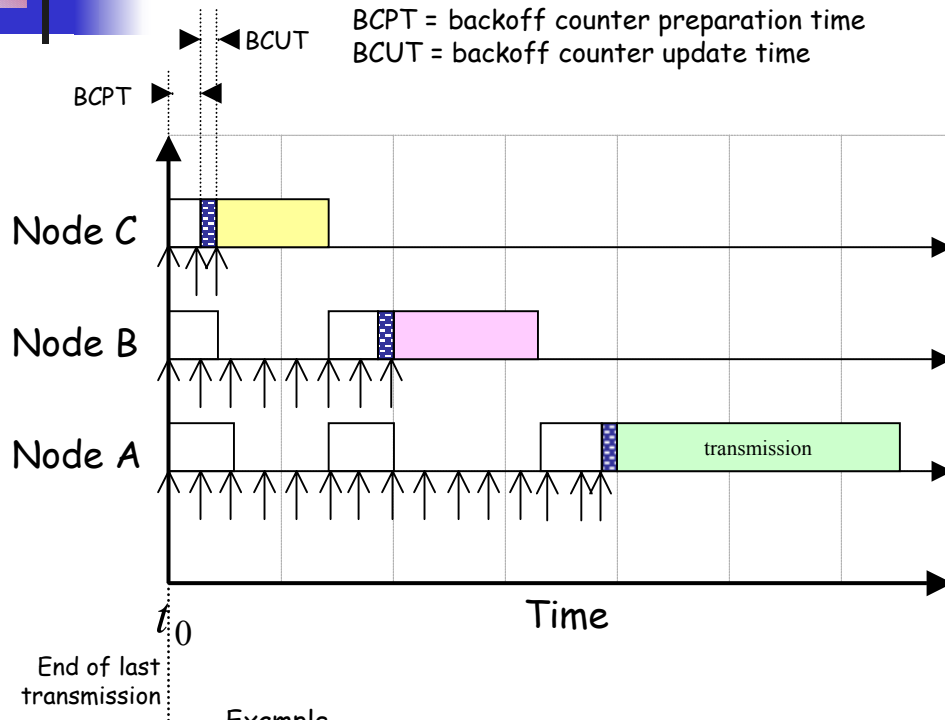 BCPT = backoff counter preparation time
BCUT = backoff counter update time
BCUT
BCPT
Node C
Node B
Node A
transmission
t0
Time
End of last
transmission
Example